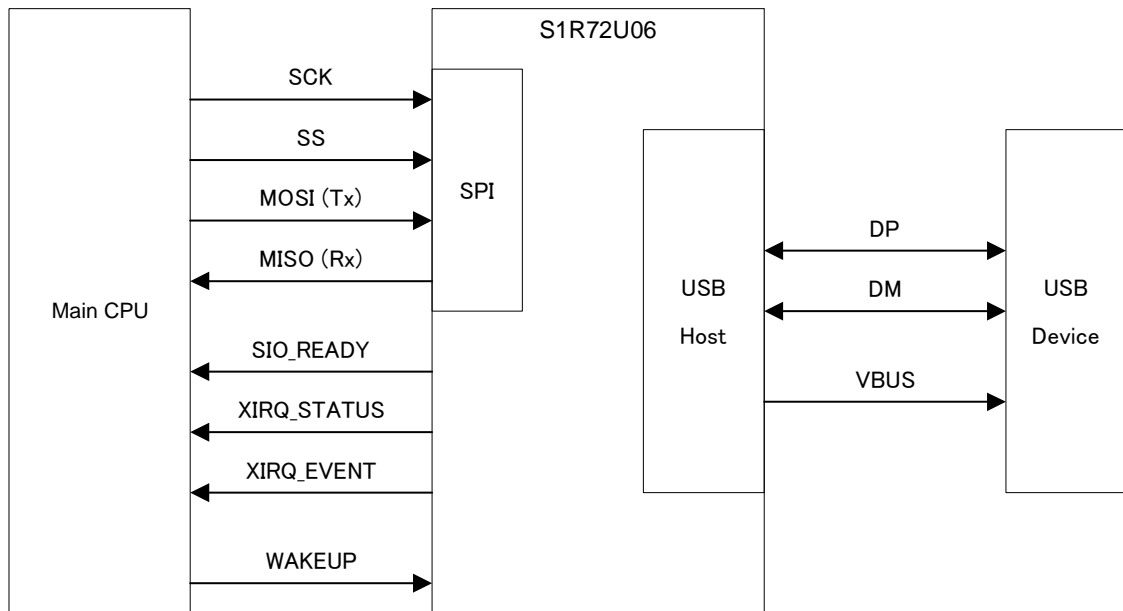 S1R72U06
SCK
SS
MOSI (Tx)
MISO (Rx)
SPI
Main CPU
SIO_READY
XIRQ_STATUS
XIRQ_EVENT
WAKEUP
USB
Host
DP
DM
VBUS
USB
Device